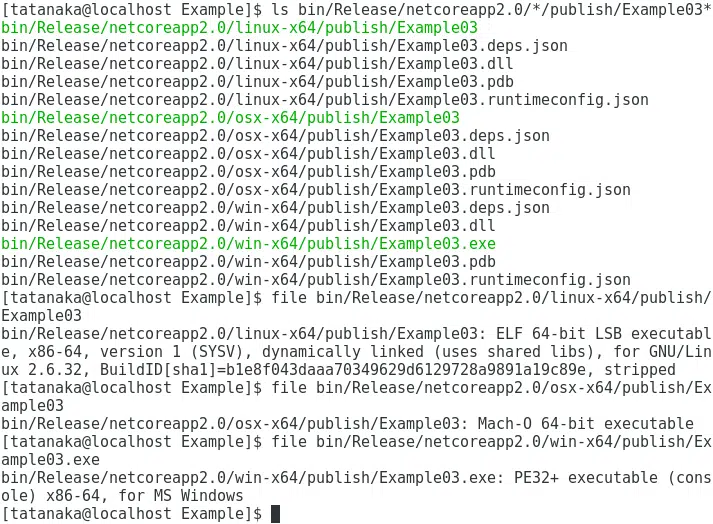 [tatanaka@localhost Example]$ ls bin/Release/netcoreapp2.0/*/publish/Example03*
bin/Release/netcoreapp2.0/linux-x64/publish/Example03
bin/Release/netcoreapp2.0/linux-x64/publish/Example03.deps.json
bin/Release/netcoreapp2.0/linux-x64/publish/Example03.dll
bin/Release/netcoreapp2.0/linux-x64/publish/Example03.pdb
bin/Release/netcoreapp2.0/linux-x64/publish/Example03.runtimeconfig.json
bin/Release/netcoreapp2.0/osx-x64/publish/Example03
bin/Release/netcoreapp2.0/osx-x64/publish/Example03.deps.json
bin/Release/netcoreapp2.0/osx-x64/publish/Example03.dll
bin/Release/netcoreapp2.0/osx-x64/publish/Example03.pdb
bin/Release/netcoreapp2.0/osx-x64/publish/Example03.runtimeconfig.json
bin/Release/netcoreapp2.0/win-x64/publish/Example03.deps.json
bin/Release/netcoreapp2.0/win-x64/publish/Example03.dll
bin/Release/netcoreapp2.0/win-x64/publish/Example03.exe
bin/Release/netcoreapp2.0/win-x64/publish/Example03.pdb
bin/Release/netcoreapp2.0/win-x64/publish/Example03.runtimeconfig.json
[tatanaka@localhost Example]$ file bin/Release/netcoreapp2.0/linux-x64/publish/
Example03
bin/Release/netcoreapp2.0/linux-x64/publish/Example03: ELF 64-bit LSB executabl
e, x86-64, version 1 (SYSV), dynamically linked (uses shared libs), for GNU/Lin
ux 2.6.32, BuildID[sha1]=b1e8f043daaa70349629d6129728a9891a19c89e, stripped
[tatanaka@localhost Example]$ file bin/Release/netcoreapp2.0/osx-x64/publish/Ex
ample03
bin/Release/netcoreapp2.0/osx-x64/publish/Example03: Mach-O 64-bit executable
[tatanaka@localhost Example]$ file bin/Release/netcoreapp2.0/win-x64/publish/Ex
ample03.exe
bin/Release/netcoreapp2.0/win-x64/publish/Example03.exe: PE32+ executable (cons
ole) x86-64, for MS Windows
[tatanaka@localhost Example]$